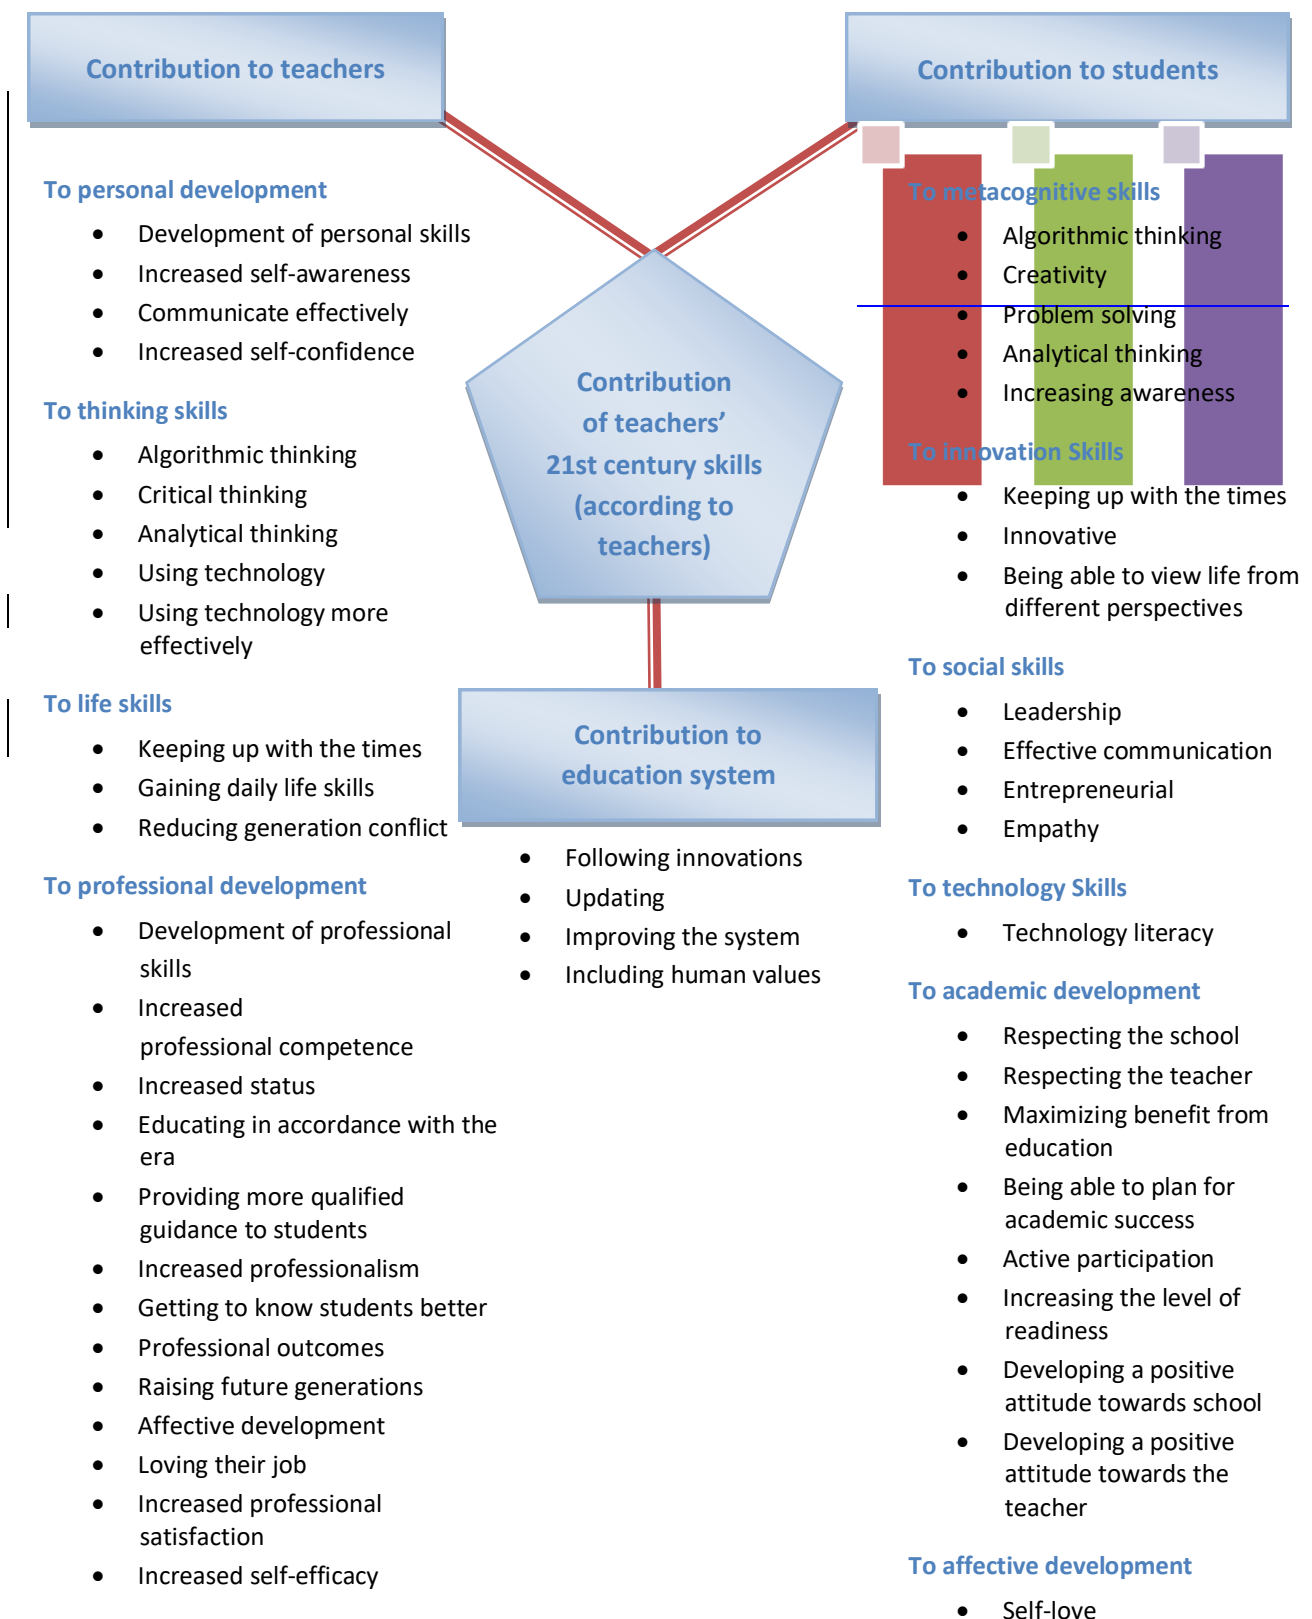 Contribution to teachers
To personal development
• Development of personal skills
• Increased self-awareness
• Communicate effectively
• Increased self-confidence
To thinking skills
• Algorithmic thinking
• Critical thinking
• Analytical thinking
• Using technology
• Using technology more
effectively
To life skills
• Keeping up with the times
• Gaining daily life skills
• Reducing generation conflict
To professional development
• Development of professional
skills
• Increased
professional competence
• Increased status
• Educating in accordance with the
era
• Providing more qualified
guidance to students
• Increased professionalism
• Getting to know students better
• Professional outcomes
• Raising future generations
• Affective development
• Loving their job
• Increased professional
satisfaction
• Increased self-efficacy
Contribution
of teachers’
21st century skills
(according to
teachers)
Contribution to
education system
• Following innovations
• Updating
• Improving the system
• Including human values
Contribution to students
To metacognitive skills
• Algorithmic thinking
• Creativity
• Problem solving
• Analytical thinking
• Increasing awareness
To innovation Skills
• Keeping up with the times
• Innovative
• Being able to view life from
different perspectives
To social skills
• Leadership
• Effective communication
• Entrepreneurial
• Empathy
To technology Skills
• Technology literacy
To academic development
• Respecting the school
• Respecting the teacher
• Maximizing benefit from
education
• Being able to plan for
academic success
• Active participation
• Increasing the level of
readiness
• Developing a positive
attitude towards school
• Developing a positive
attitude towards the
teacher
To affective development
• Self-love